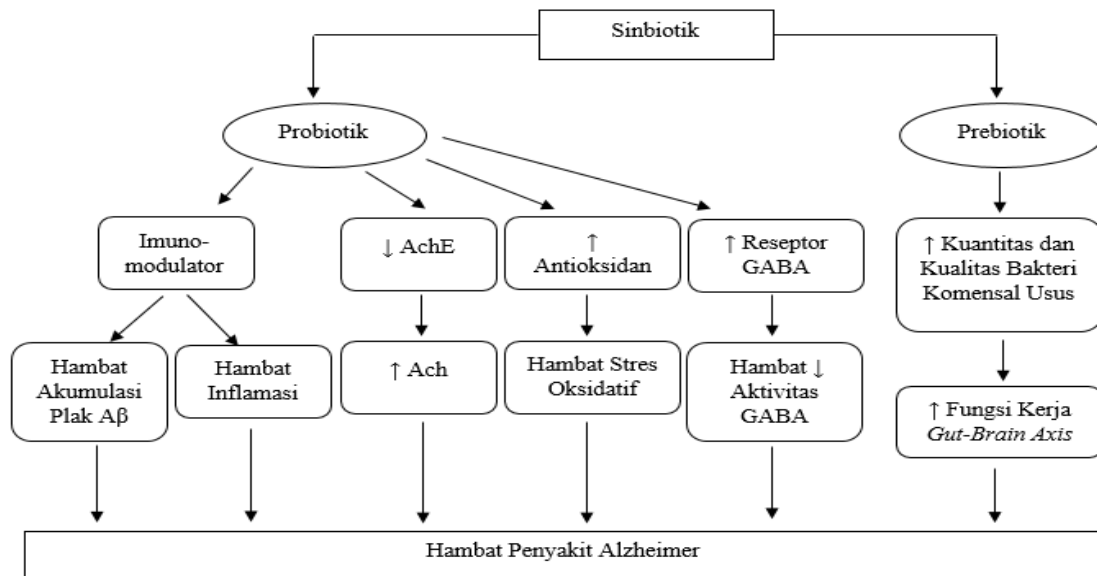 Sinbiotik
Probiotik
Prebiotik
Imuno-
modulator
↓ AchE
↑
Antioksidan
↑ Reseptor
GABA
↑ Kuantitas dan
Kualitas Bakteri
Komensal Usus
Hambat
Akumulasi
Plak Aβ
Hambat
Inflamasi
↑ Ach
Hambat Stres
Oksidatif
Hambat ↓
Aktivitas
GABA
↑ Fungsi Kerja
Gut-Brain Axis
Hambat Penyakit Alzheimer